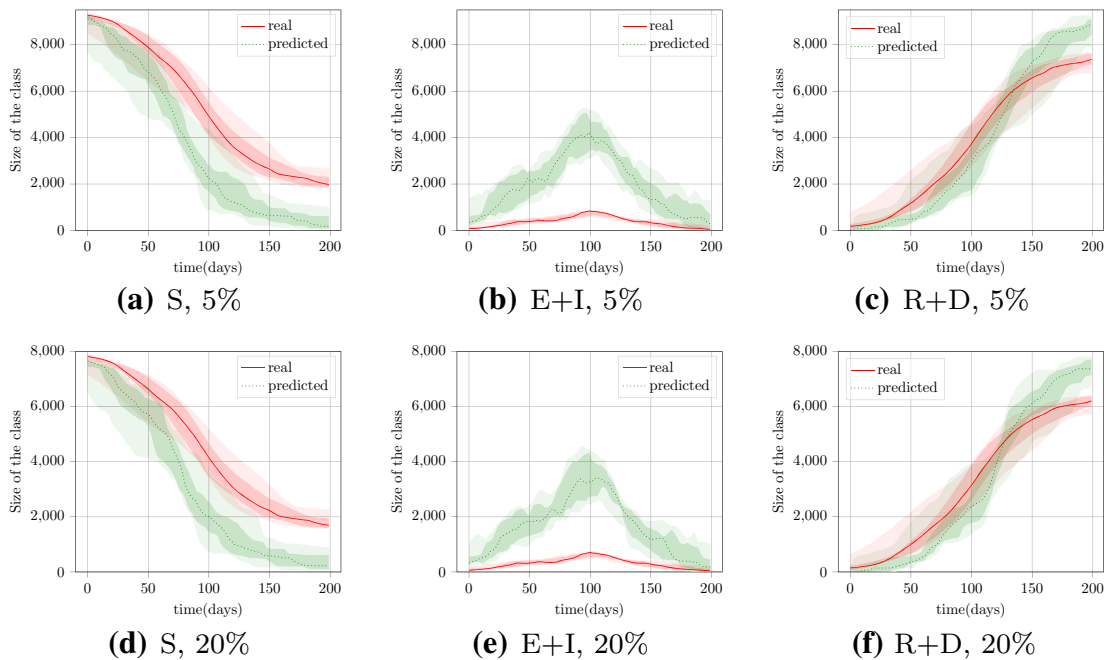 real
predicted
8,000
6,000
4,000
2,000
0
Size of the class
0 50 100 150 200
time(days)
(a) S, 5%
real
predicted
8,000
6,000
4,000
2,000
0
Size of the class
0 50 100 150 200
time(days)
(b) E+I, 5%
real
predicted
8,000
6,000
4,000
2,000
0
Size of the class
0 50 100 150 200
time(days)
(c) R+D, 5%
real
predicted
8,000
6,000
4,000
2,000
0
Size of the class
0 50 100 150 200
time(days)
(d) S, 20%
real
predicted
8,000
6,000
4,000
2,000
0
Size of the class
0 50 100 150 200
time(days)
(e) E+I, 20%
real
predicted
8,000
6,000
4,000
2,000
0
Size of the class
0 50 100 150 200
time(days)
(f) R+D, 20%